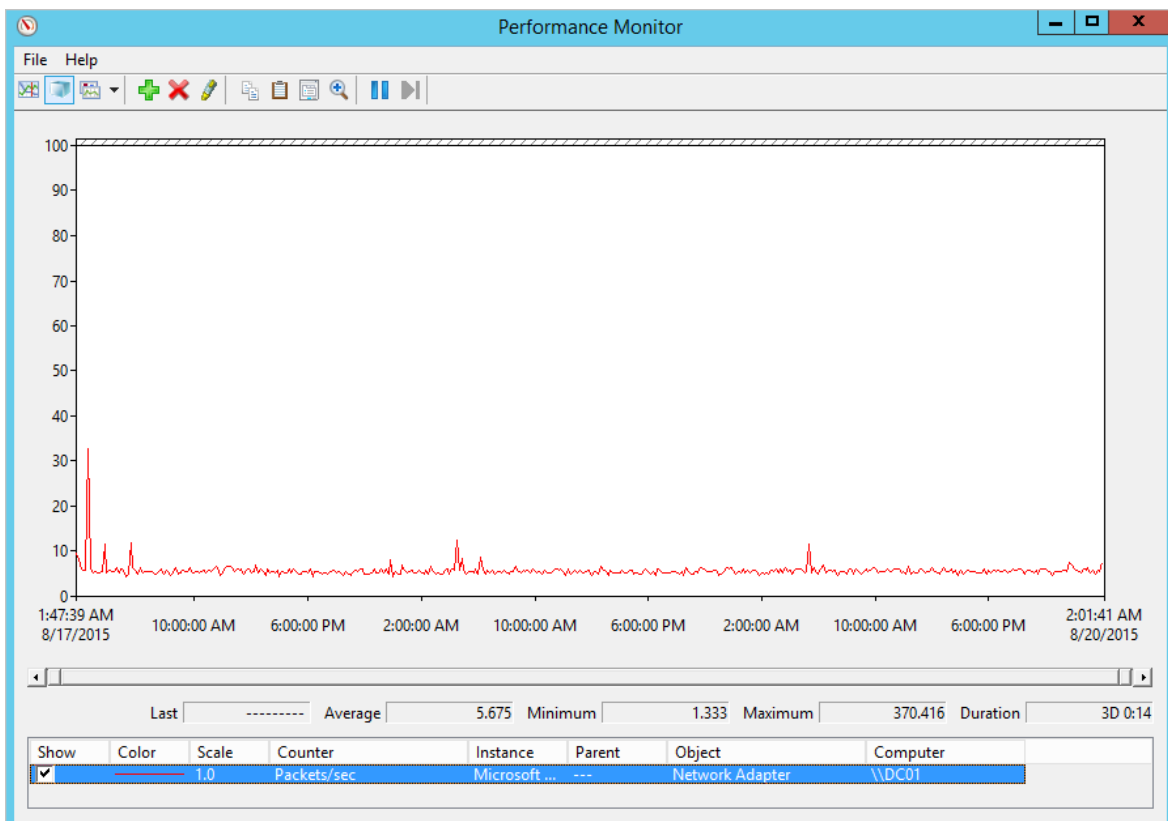 Performance Monitor
File Help
100
90
80
70
60
50
40
30
20
10
0
1:47:39 AM 10:00:00 AM 6:00:00 PM 2:00:00 AM 10:00:00 AM 6:00:00 PM 2:00:00 AM 10:00:00 AM 6:00:00 PM 2:01:41 AM
8/17/2015 8/20/2015
Last --------- Average 5.675 Minimum 1.333 Maximum 370.416 Duration 3D 0:14
Show Color Scale Counter Instance Parent Object Computer
1.0 Packets/sec Microsoft ... --- Network Adapter \\DC01